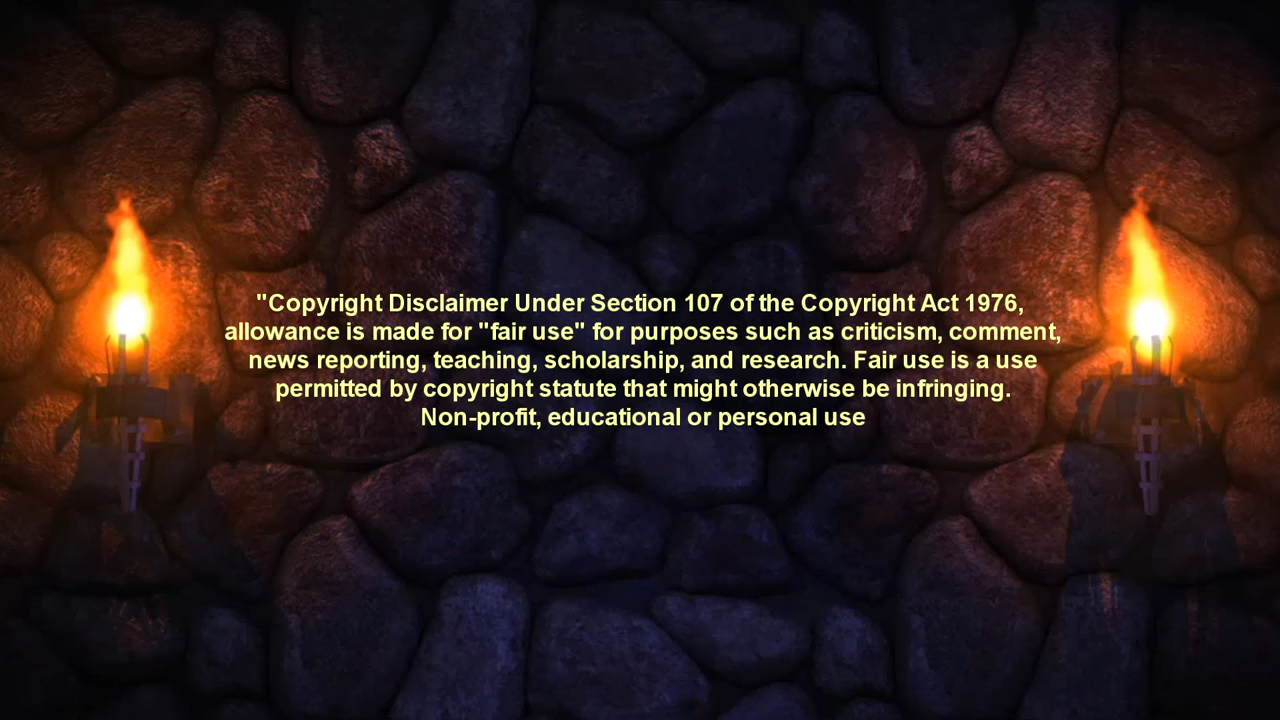 "Copyright Disclaimer Under Section 107 of the Copyright Act 1976,
allowance is made for "fair use" for purposes such as criticism, comment,
news reporting, teaching, scholarship, and research. Fair use is a use
permitted by copyright statute that might otherwise be infringing.
Non-profit, educational or personal use